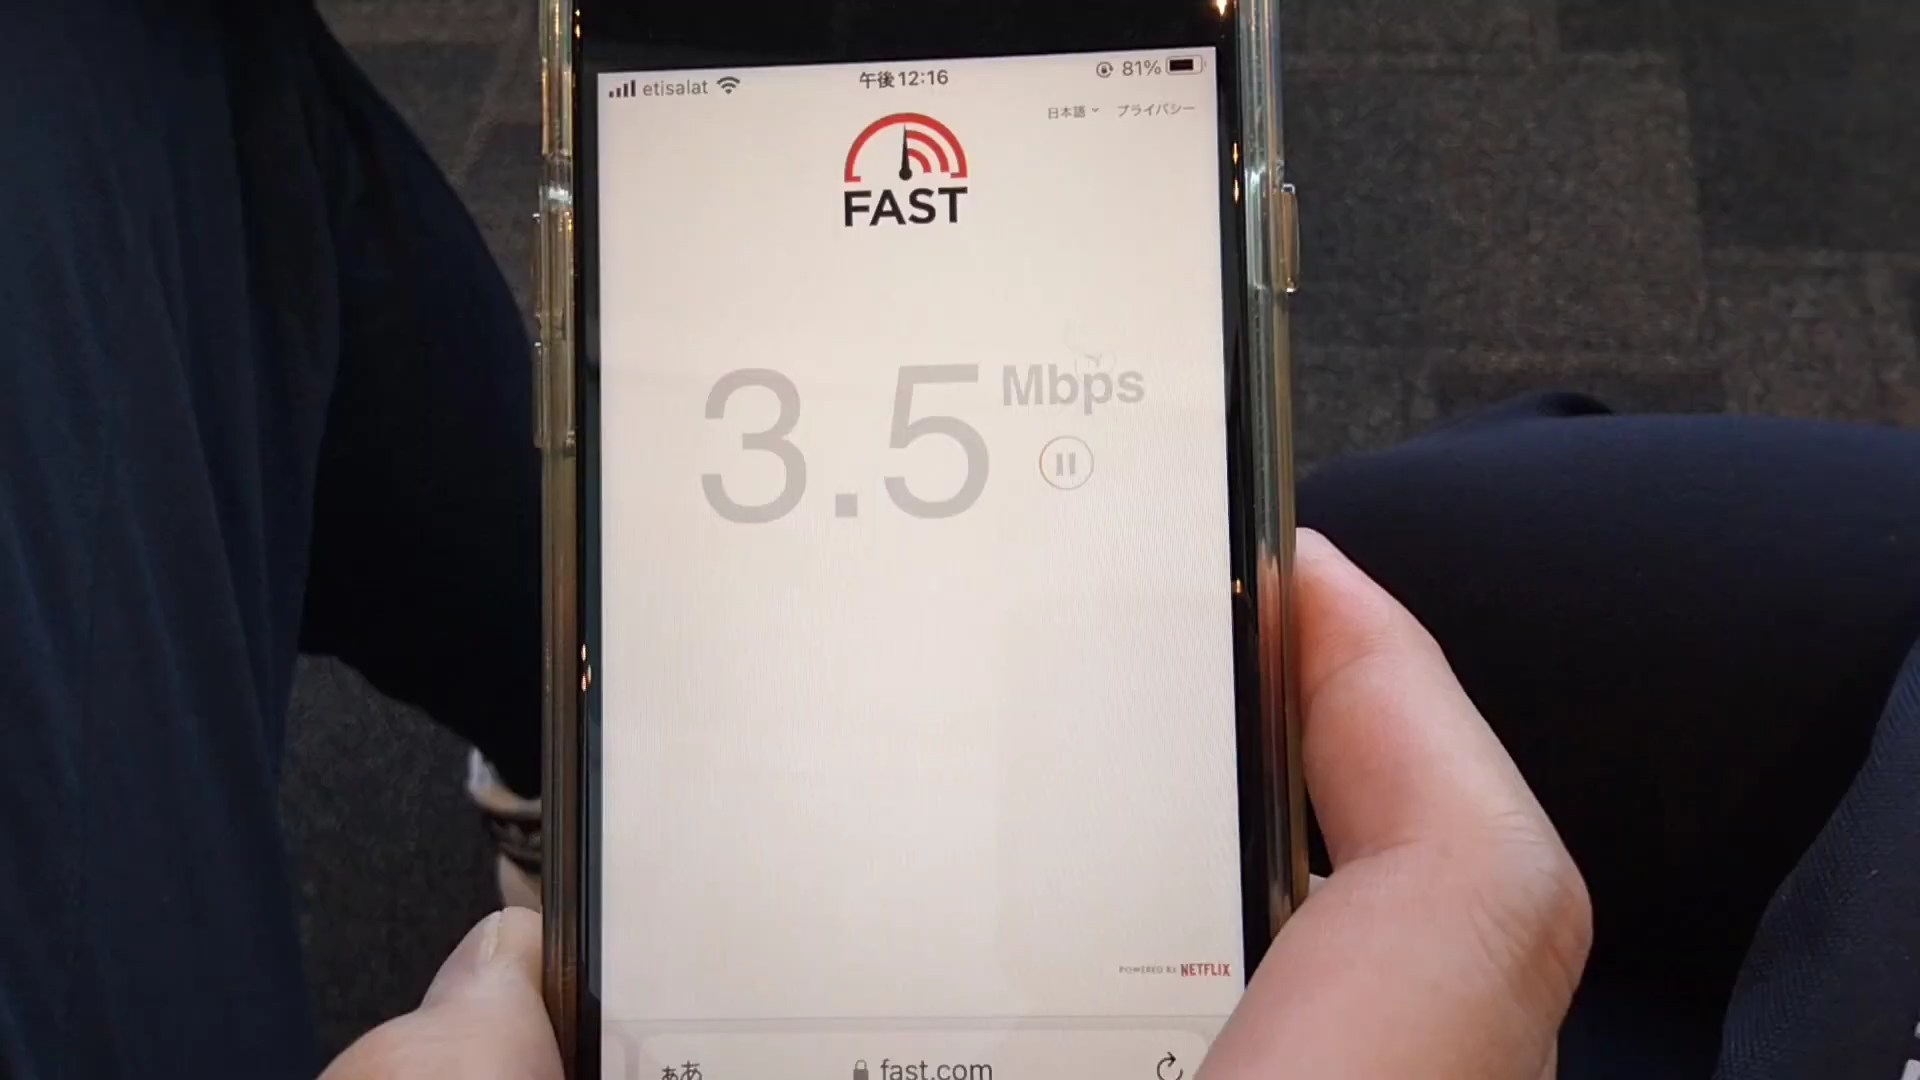 etisalat 午後12:16 81%
日本語 プライバシー
FAST
3.5 Mbps
POWERED BY NETFLIX
ああ fast.com